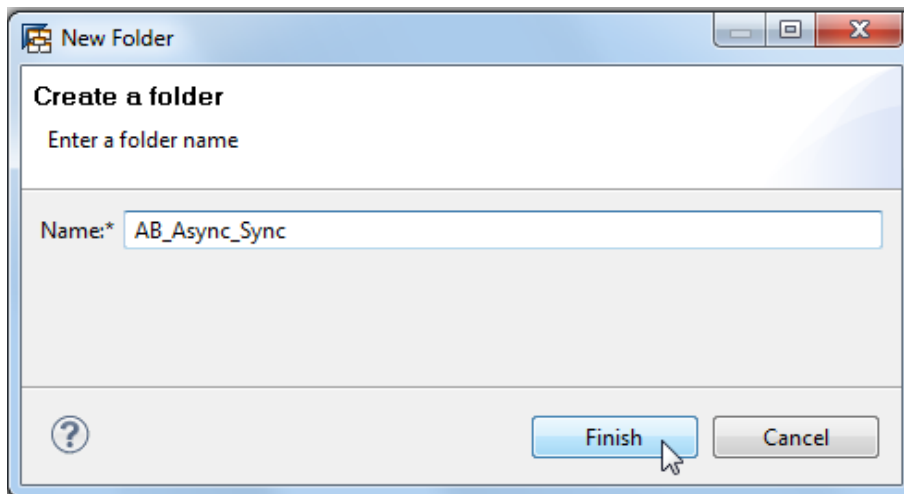 New Folder
Create a folder
Enter a folder name
Name:* AB_Async_Sync
?
Finish Cancel